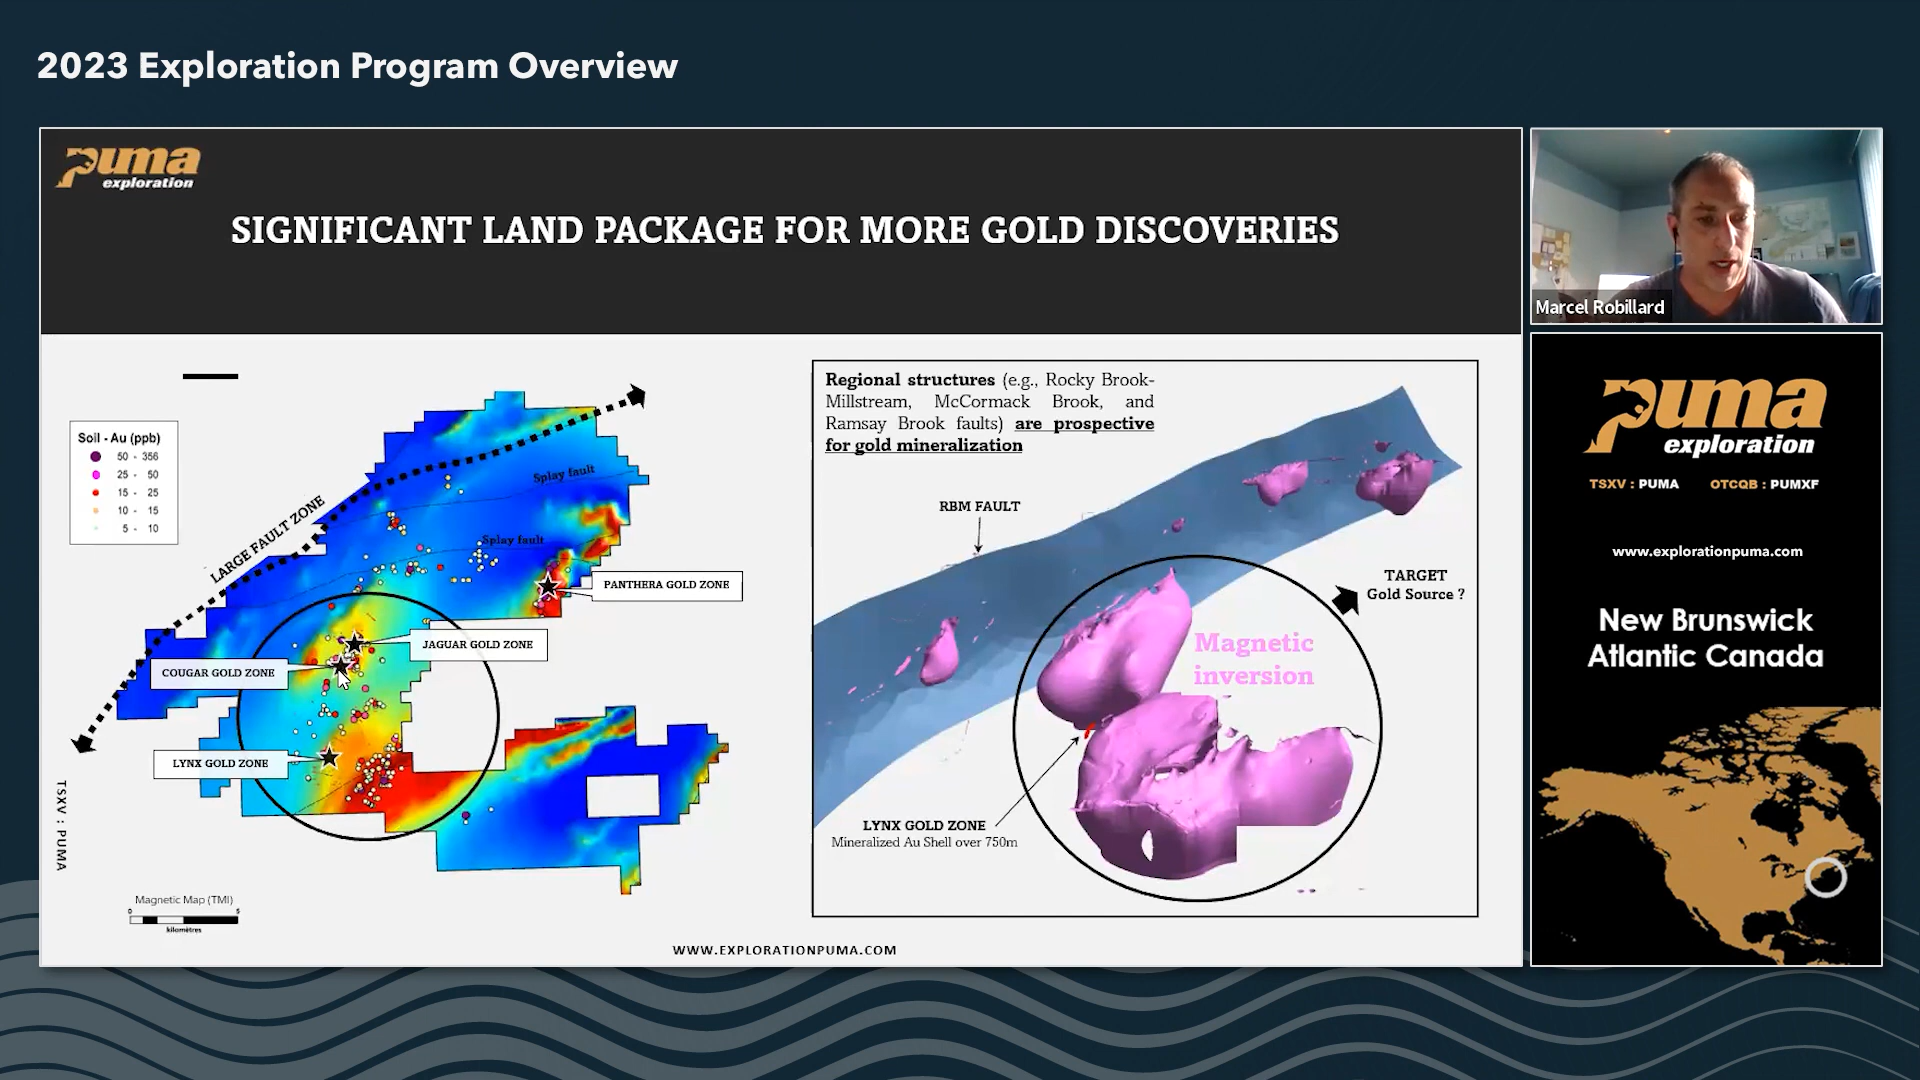 2023 Exploration Program Overview
puma
exploration
SIGNIFICANT LAND PACKAGE FOR MORE GOLD DISCOVERIES
Soil - Au (ppb)
50 - 356
25 - 50
15 - 25
10 - 15
5 - 10
LARGE FAULT ZONE
Splay fault
Splay fault
PANTHERA GOLD ZONE
JAGUAR GOLD ZONE
COUGAR GOLD ZONE
LYNX GOLD ZONE
TSXV : PUMA
Magnetic Map (TMI)
0 5
kilomètres
Regional structures (e.g., Rocky Brook-
Millstream, McCormack Brook, and
Ramsay Brook faults) are prospective
for gold mineralization
RBM FAULT
TARGET
Gold Source ?
Magnetic
inversion
LYNX GOLD ZONE
Mineralized Au Shell over 750m
WWW.EXPLORATIONPUMA.COM
Marcel Robillard
puma
exploration
TSXV : PUMA OTCQB : PUMXF
www.explorationpuma.com
New Brunswick
Atlantic Canada